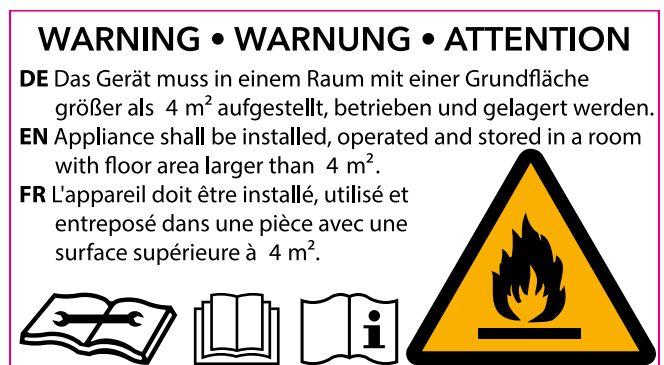 WARNING • WARNUNG • ATTENTION
DE Das Gerät muss in einem Raum mit einer Grundfläche
größer als 4 m² aufgestellt, betrieben und gelagert werden.
EN Appliance shall be installed, operated and stored in a room
with floor area larger than 4 m².
FR L'appareil doit être installé, utilisé et
entreposé dans une pièce avec une
surface supérieure à 4 m².
i